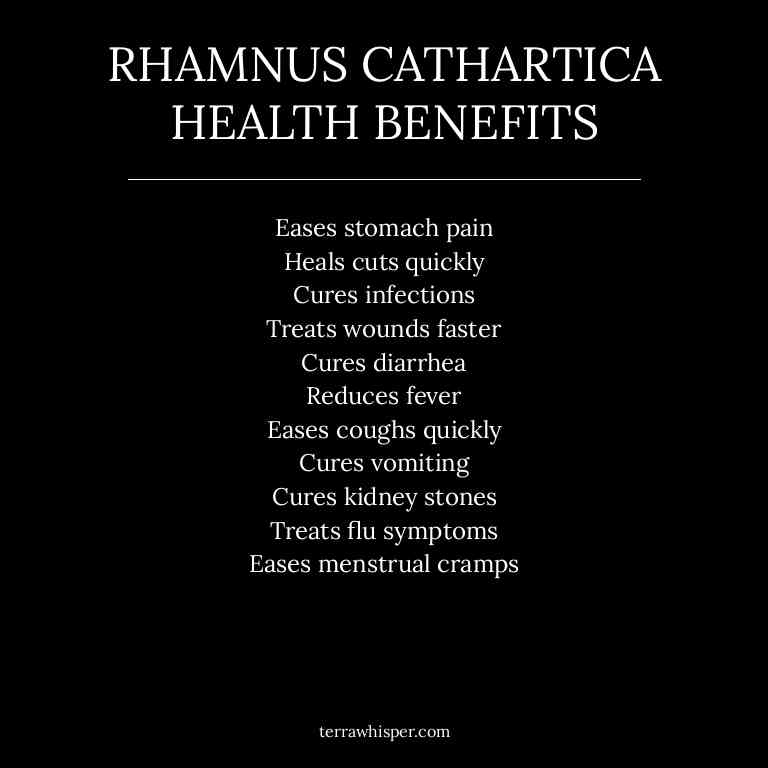 RHAMNUS CATHARTICA
HEALTH BENEFITS
Eases stomach pain
Heals cuts quickly
Cures infections
Treats wounds faster
Cures diarrhea
Reduces fever
Eases coughs quickly
Cures vomiting
Cures kidney stones
Treats flu symptoms
Eases menstrual cramps
terrawhisper.com